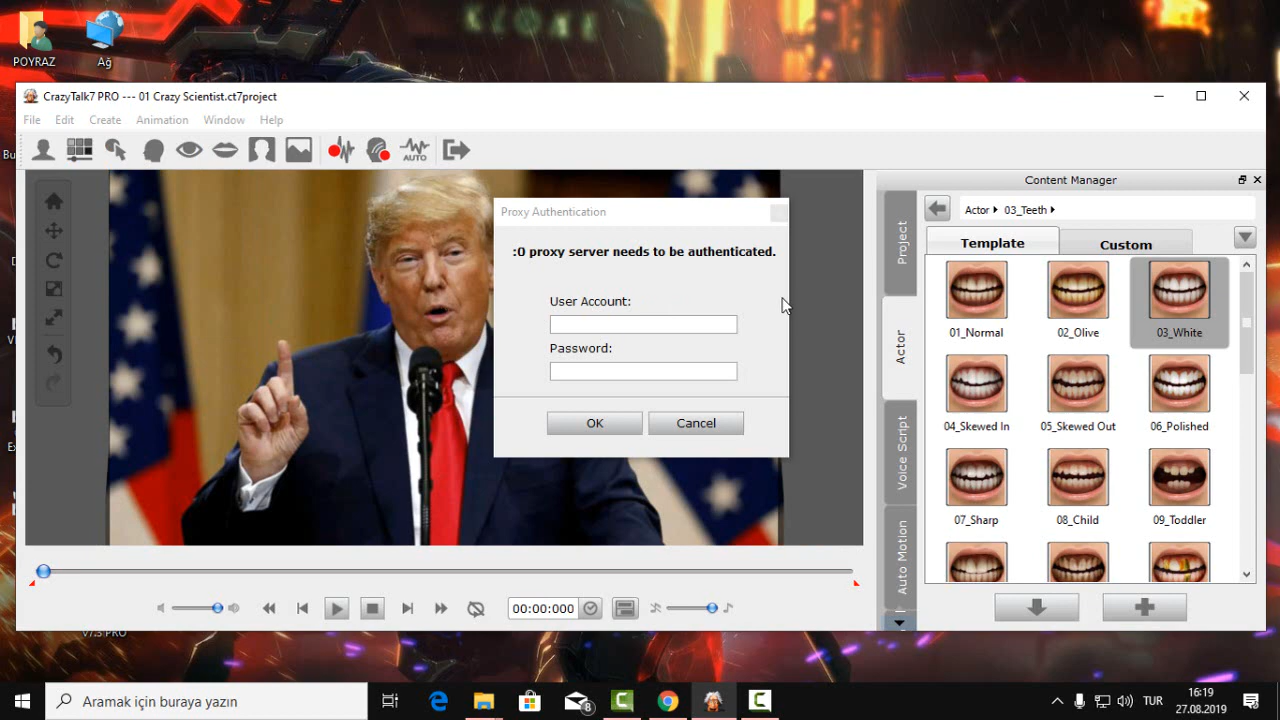 POYRAZ
Ağ
CrazyTalk7 PRO --- 01 Crazy Scientist.ct7project
File Edit Create Animation Window Help
AUTO
Content Manager
Project
Actor
Voice Script
Auto Motion
Actor 03_Teeth
Template Custom
01_Normal 02_Olive 03_White
04_Skewed In 05_Skewed Out 06_Polished
07_Sharp 08_Child 09_Toddler
Proxy Authentication
:0 proxy server needs to be authenticated.
User Account:
Password:
OK Cancel
00:00:000
V7.3 PRO
Aramak için buraya yazın
8
TUR
16:19
27.08.2019